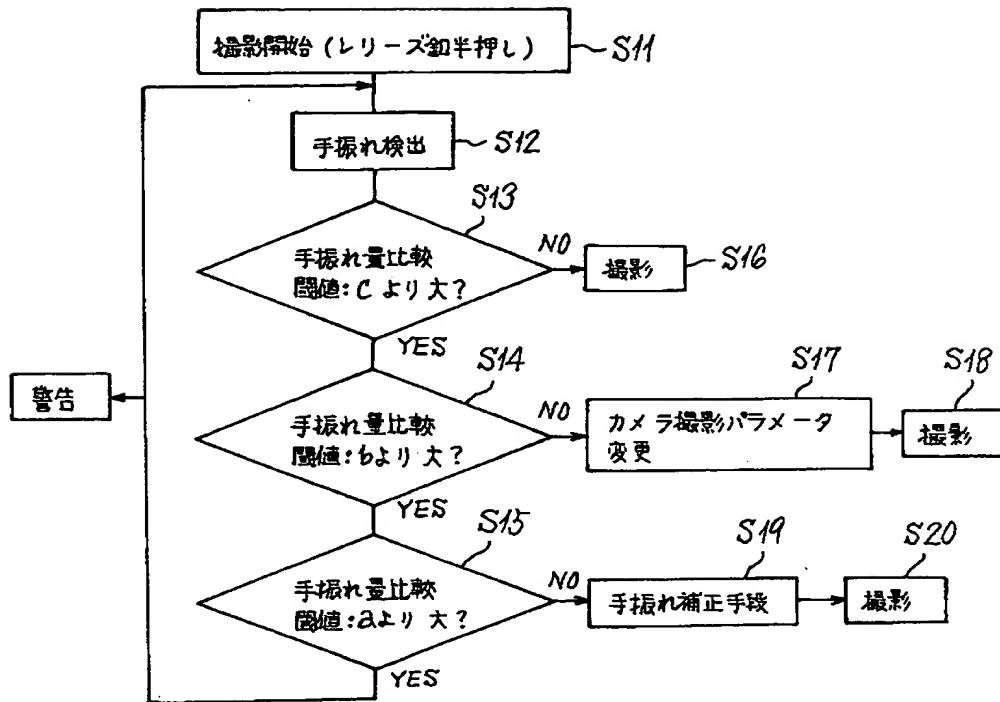 撮影開始(レリーズ釦半押し)
S11
手振れ検出
S12
S13
手振れ量比較
閾値:cより大?
NO
撮影
S16
YES
S14
手振れ量比較
閾値:bより大?
NO
S17
カメラ撮影パラメータ
変更
S18
撮影
警告
YES
S15
手振れ量比較
閾値:aより大?
NO
S19
手振れ補正手段
S20
撮影
YES